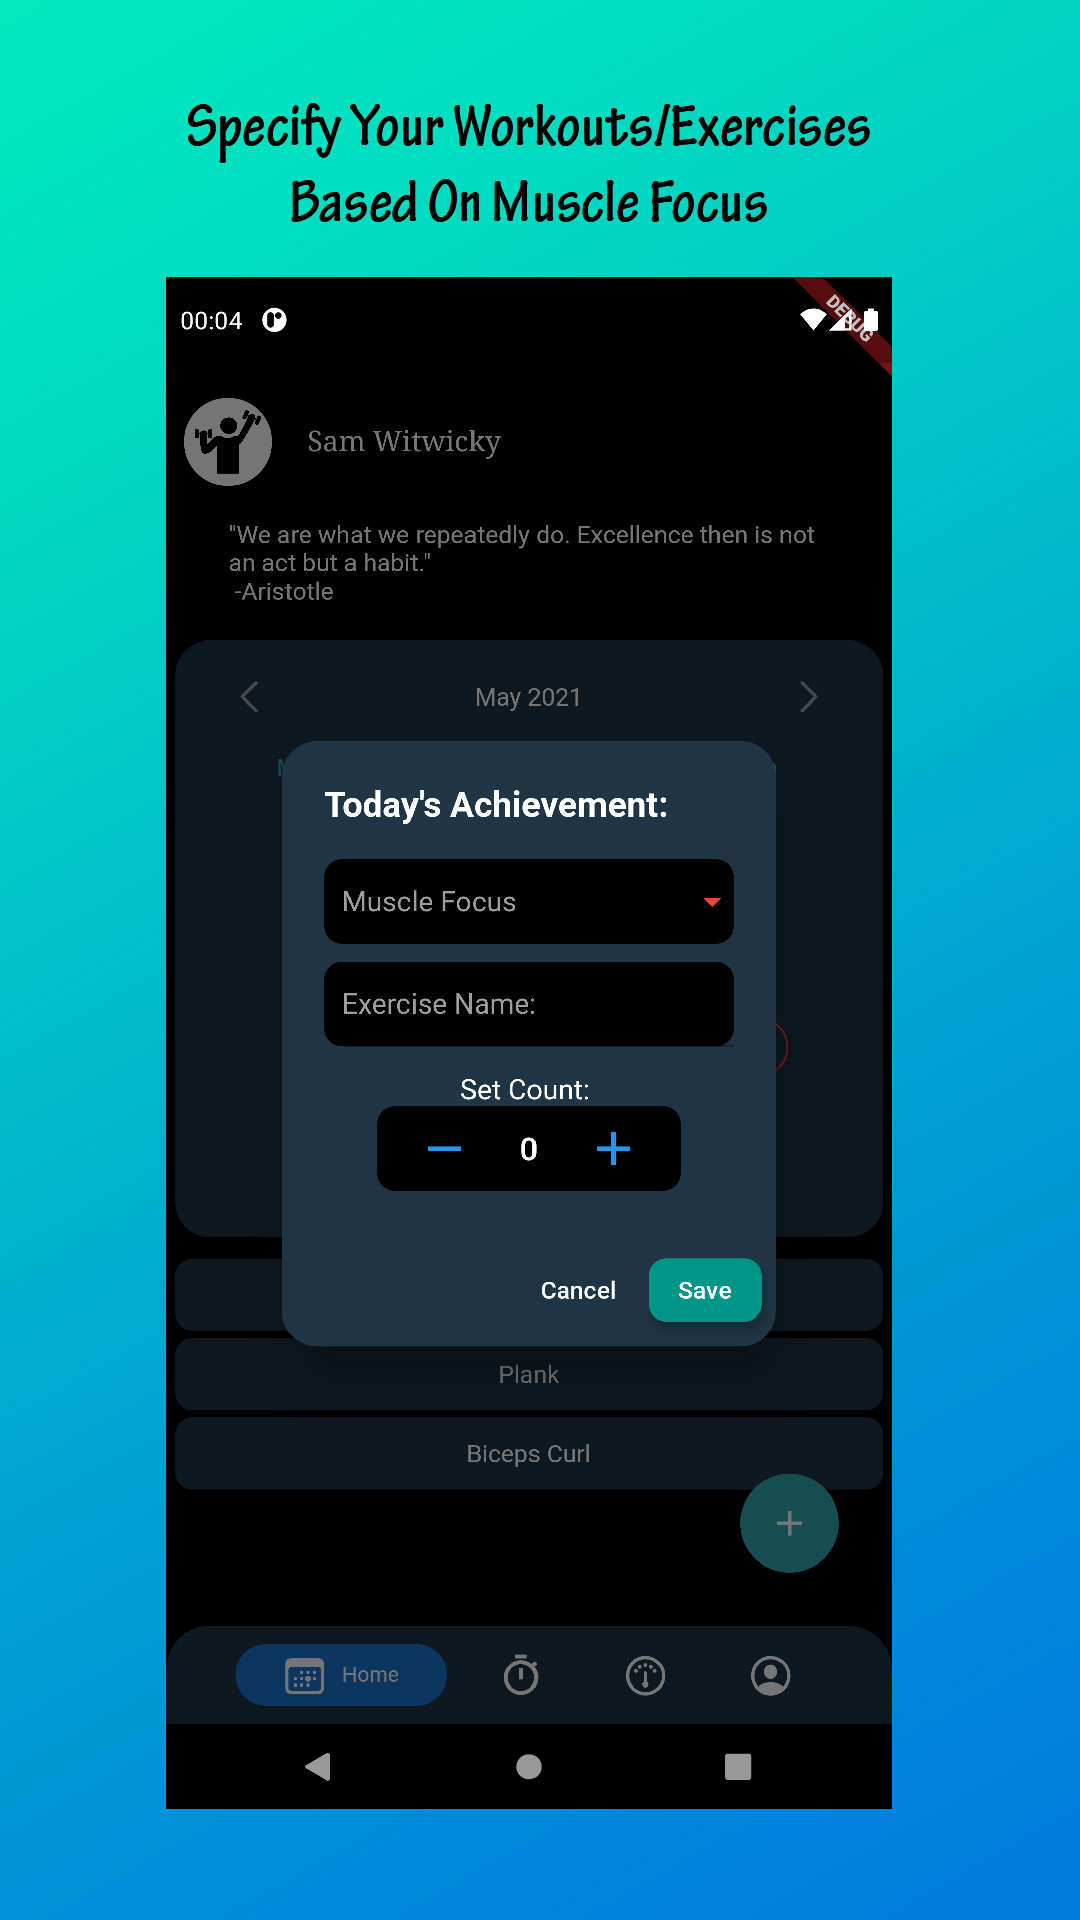 Specify Your Workouts/Exercises
Based On Muscle Focus
00:04
DEBUG
Sam Witwicky
"We are what we repeatedly do. Excellence then is not
an act but a habit."
-Aristotle
May 2021
Today's Achievement:
Muscle Focus
Exercise Name:
Set Count:
0
Cancel
Save
Plank
Biceps Curl
Home